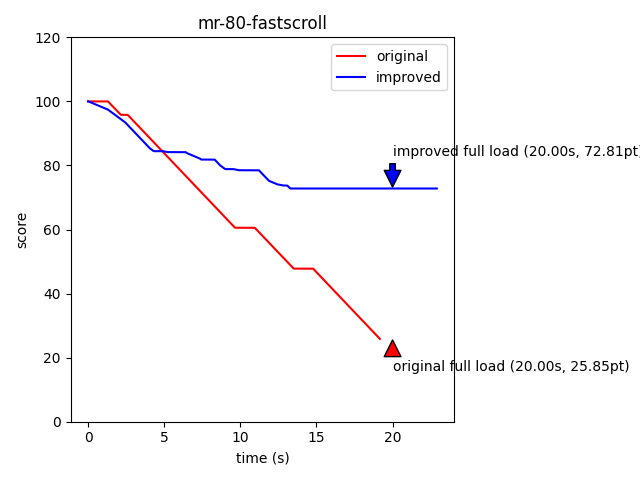 mr-80-fastscroll
120
100
80
60
40
20
0
score
original
improved
improved full load (20.00s, 72.81pt)
original full load (20.00s, 25.85pt)
0 5 10 15 20
time (s)